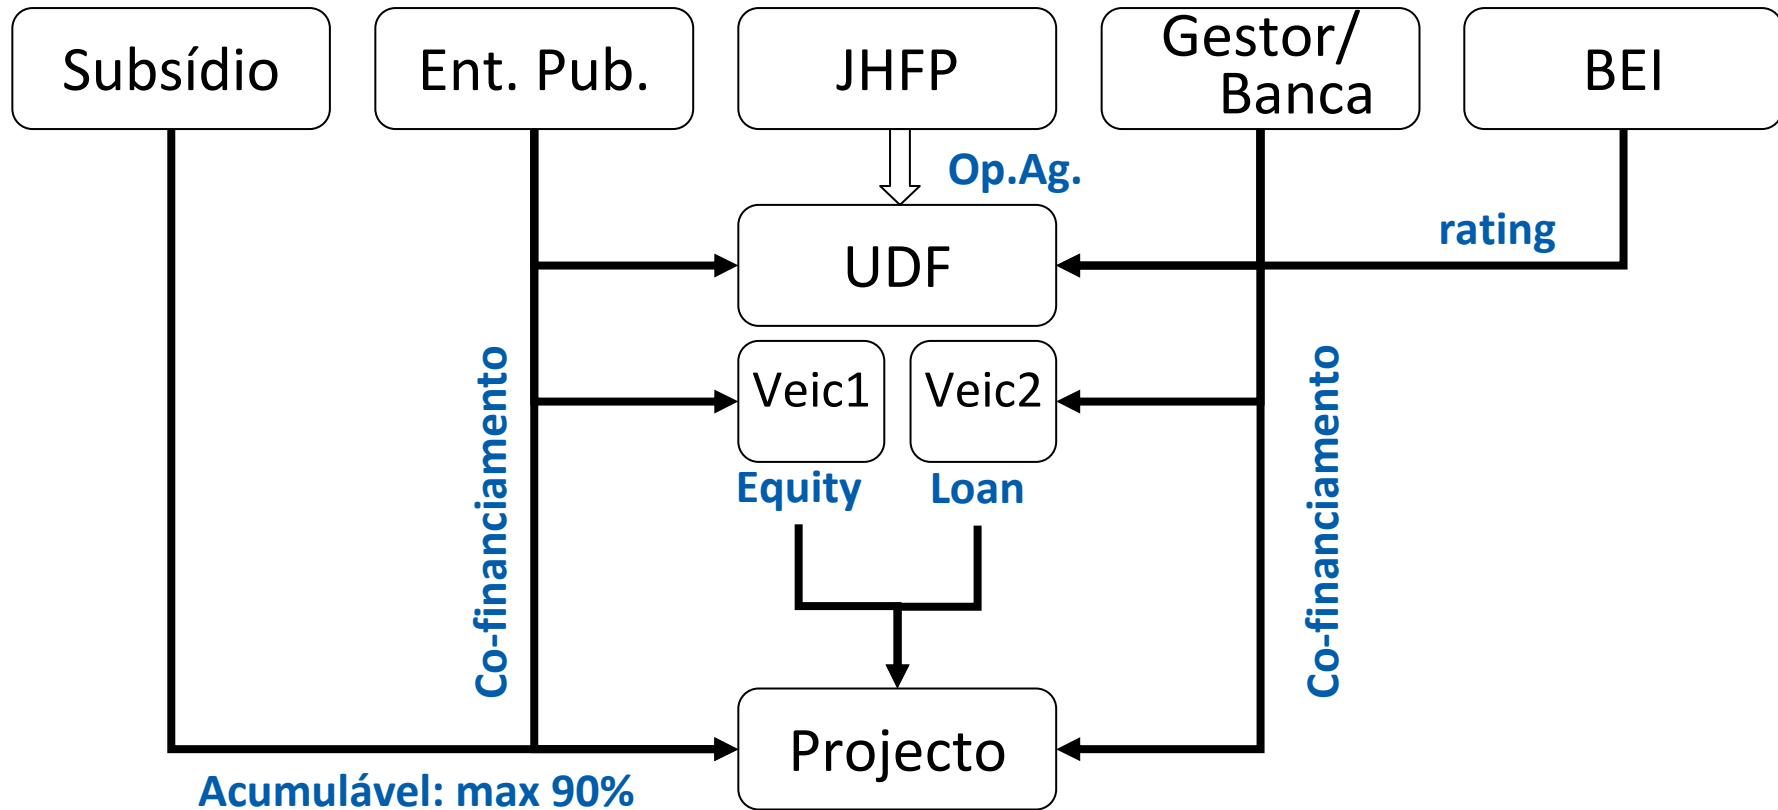 Subsídio
Ent. Pub.
JHFP
Gestor/
Banca
BEI
Op.Ag.
rating
UDF
Co-financiamento
Veic1
Veic2
Co-financiamento
Equity
Loan
Projecto
Acumulável: max 90%